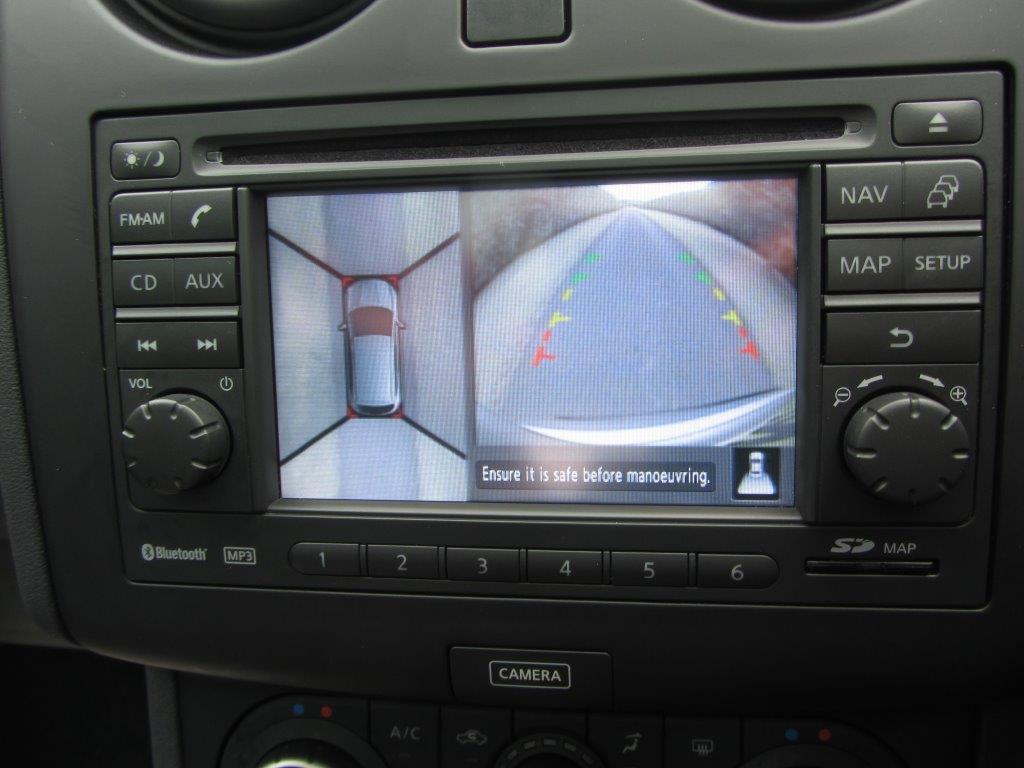 FM·AM
NAV
CD AUX
MAP SETUP
VOL
Ensure it is safe before manoeuvring.
Bluetooth® MP3
1 2 3 4 5 6
SD MAP
CAMERA
A/C